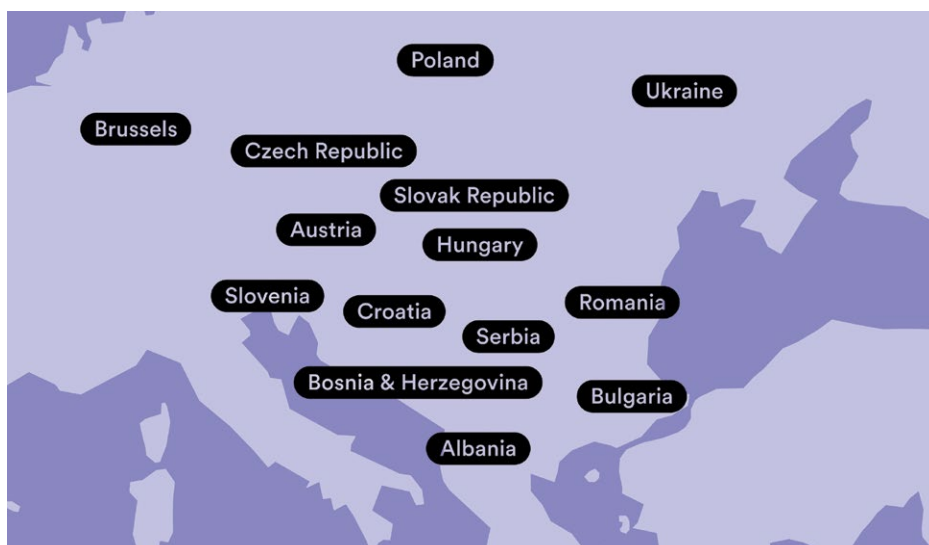 Poland
Ukraine
Brussels
Czech Republic
Slovak Republic
Austria
Hungary
Slovenia
Croatia
Romania
Serbia
Bosnia & Herzegovina
Bulgaria
Albania